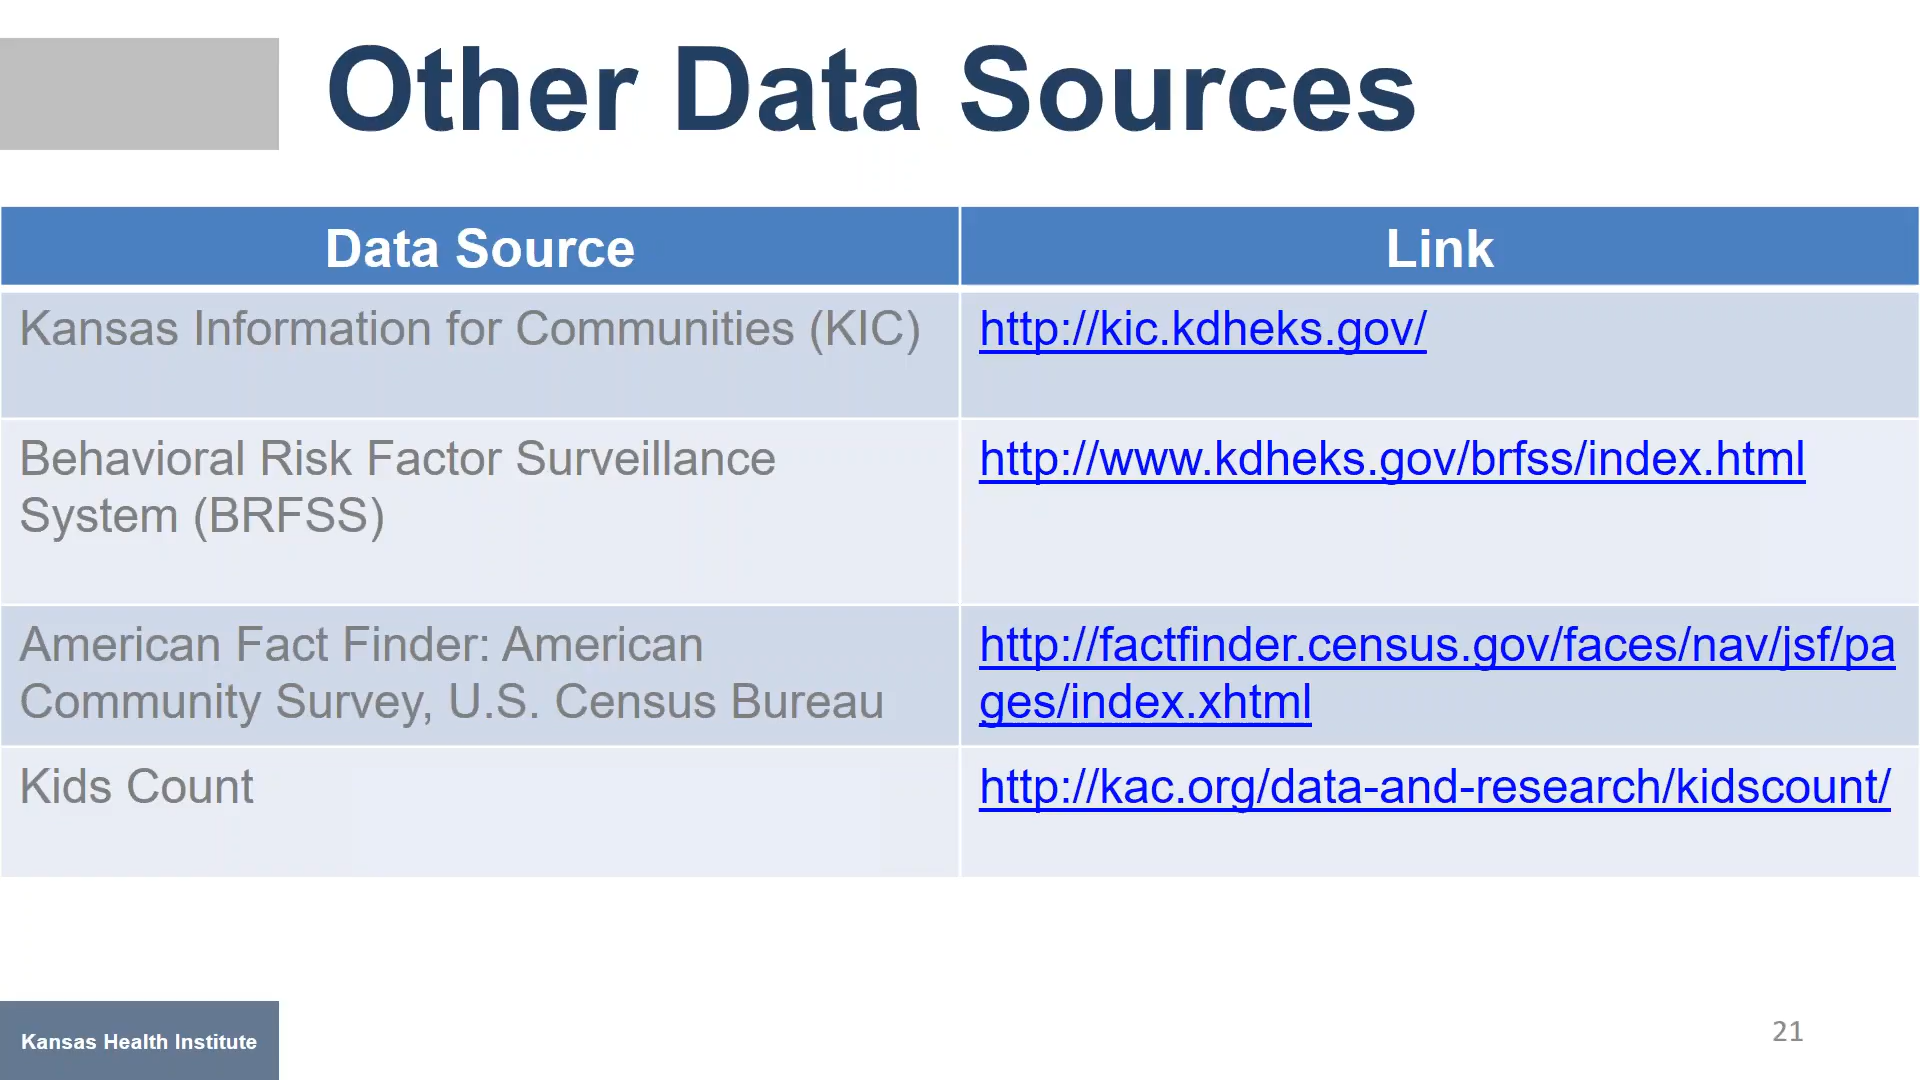 Other Data Sources
Data Source
Link
Kansas Information for Communities (KIC)
http://kic.kdheks.gov/
Behavioral Risk Factor Surveillance
System (BRFSS)
http://www.kdheks.gov/brfss/index.html
American Fact Finder: American
Community Survey, U.S. Census Bureau
http://factfinder.census.gov/faces/nav/jsf/pa
ges/index.xhtml
Kids Count
http://kac.org/data-and-research/kidscount/
Kansas Health Institute
21